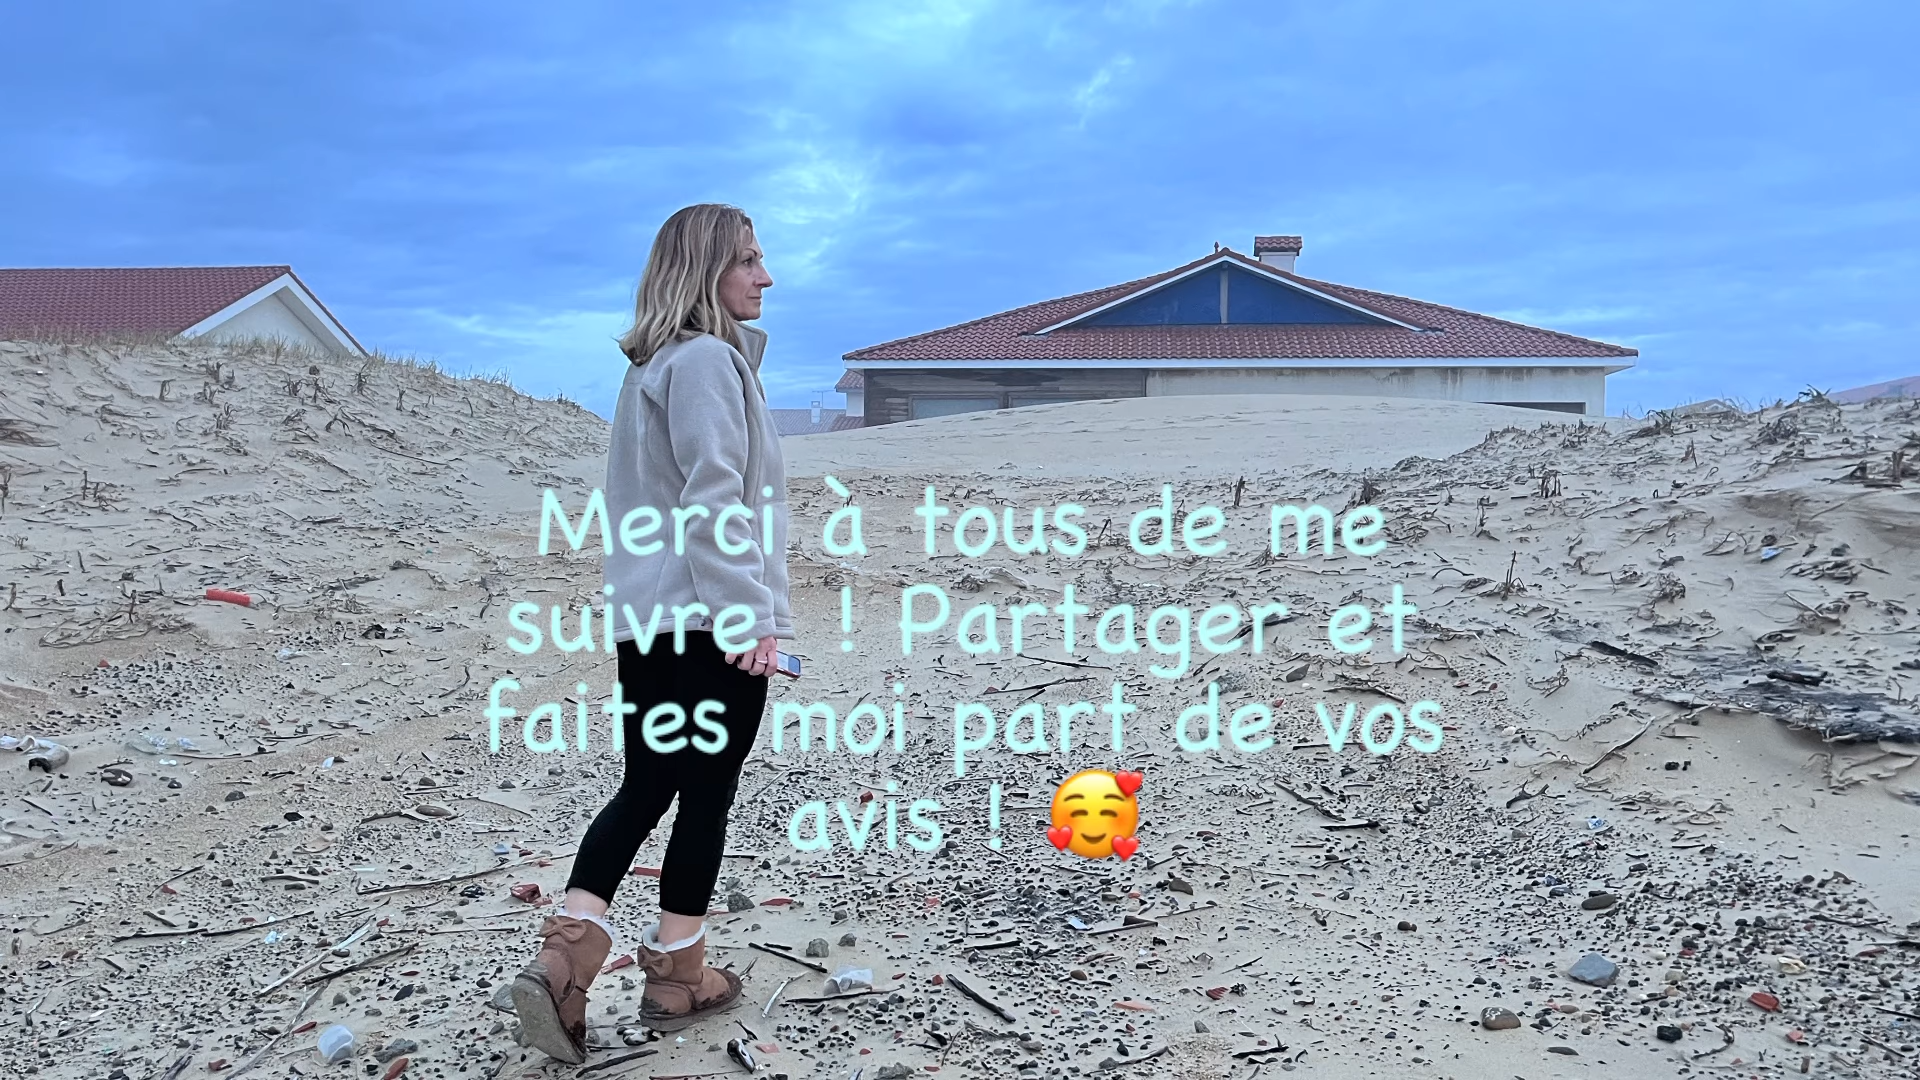 Merci à tous de me
suivre ! Partager et
faites moi part de vos
avis ! 🥰